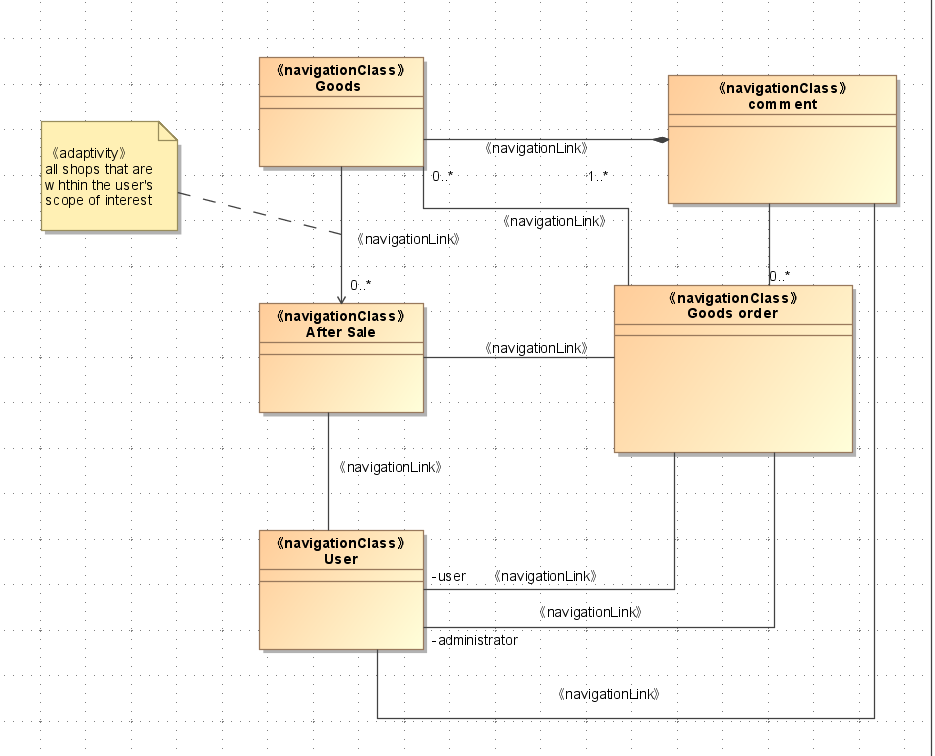 《navigationClass》
Goods
《navigationClass》
comment
《adaptivity》
all shops that are
whthin the user's
scope of interest
《navigationLink》
0..*
1..*
《navigationLink》
《navigationLink》
0..*
0..*
《navigationClass》
After Sale
《navigationClass》
Goods order
《navigationLink》
《navigationLink》
《navigationClass》
User
-user
《navigationLink》
《navigationLink》
-administrator
《navigationLink》